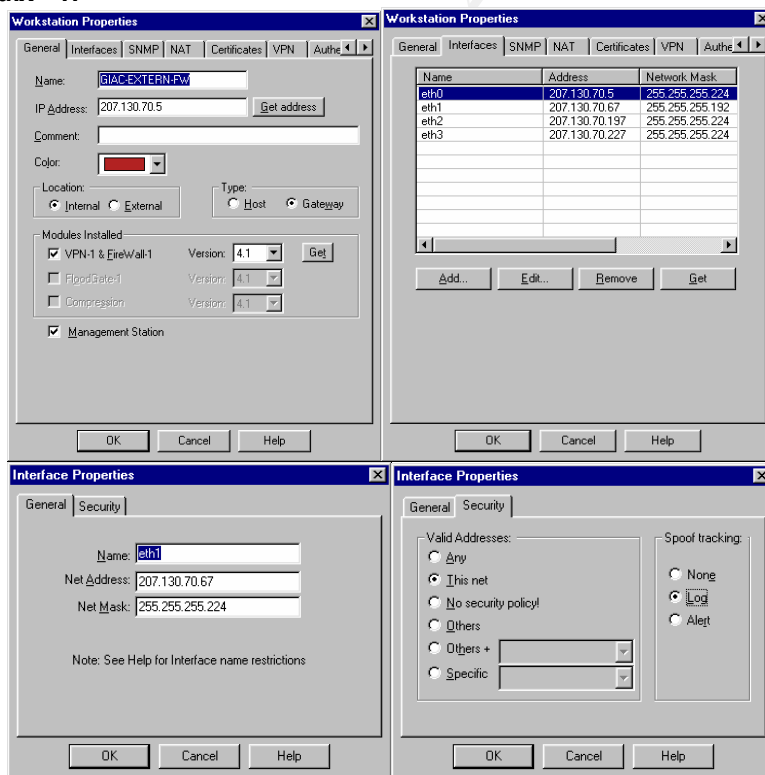 Workstation Properties
General Interfaces SNMP NAT Certificates VPN Authe
Name: GIAC-EXTERN-FW
IP Address: 207.130.70.5 Get address
Comment:
Color:
Location: Type:
Internal External Host Gateway
Modules Installed
VPN-1 & FireWall-1 Version: 4.1 Get
FloodGate-1 Version: 4.1
Compression Version: 4.1
Management Station
OK Cancel Help
Workstation Properties
General Interfaces SNMP NAT Certificates VPN Authe
Name Address Network Mask
eth0 207.130.70.5 255.255.255.224
eth1 207.130.70.67 255.255.255.192
eth2 207.130.70.197 255.255.255.224
eth3 207.130.70.227 255.255.255.224
Add... Edit... Remove Get
OK Cancel Help
Interface Properties
General Security
Name: eth1
Net Address: 207.130.70.67
Net Mask: 255.255.255.224
Note: See Help for Interface name restrictions
OK Cancel Help
Interface Properties
General Security
Valid Addresses: Spoof tracking:
Any
This net None
No security policy! Log
Others Alert
Others +
Specific
OK Cancel Help